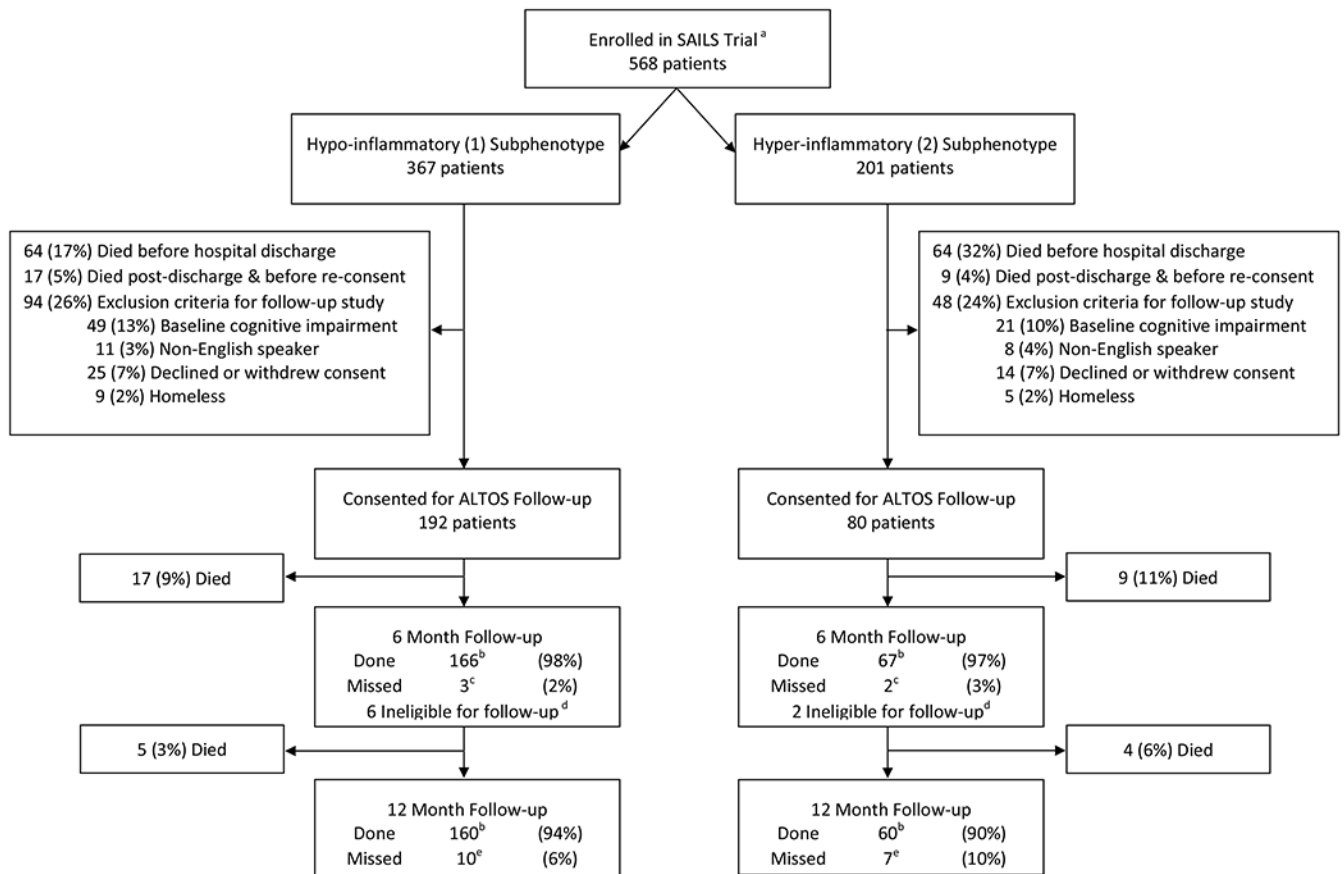 Enrolled in SAILS Trial a
568 patients
Hypo-inflammatory (1) Subphenotype
367 patients
Hyper-inflammatory (2) Subphenotype
201 patients
64 (17%) Died before hospital discharge
17 (5%) Died post-discharge & before re-consent
94 (26%) Exclusion criteria for follow-up study
49 (13%) Baseline cognitive impairment
11 (3%) Non-English speaker
25 (7%) Declined or withdrew consent
9 (2%) Homeless
64 (32%) Died before hospital discharge
9 (4%) Died post-discharge & before re-consent
48 (24%) Exclusion criteria for follow-up study
21 (10%) Baseline cognitive impairment
8 (4%) Non-English speaker
14 (7%) Declined or withdrew consent
5 (2%) Homeless
Consented for ALTOS Follow-up
192 patients
Consented for ALTOS Follow-up
80 patients
17 (9%) Died
9 (11%) Died
6 Month Follow-up
Done 166b (98%)
Missed 3c (2%)
6 Ineligible for follow-up d
6 Month Follow-up
Done 67b (97%)
Missed 2c (3%)
2 Ineligible for follow-up d
5 (3%) Died
4 (6%) Died
12 Month Follow-up
Done 160b (94%)
Missed 10e (6%)
12 Month Follow-up
Done 60b (90%)
Missed 7e (10%)